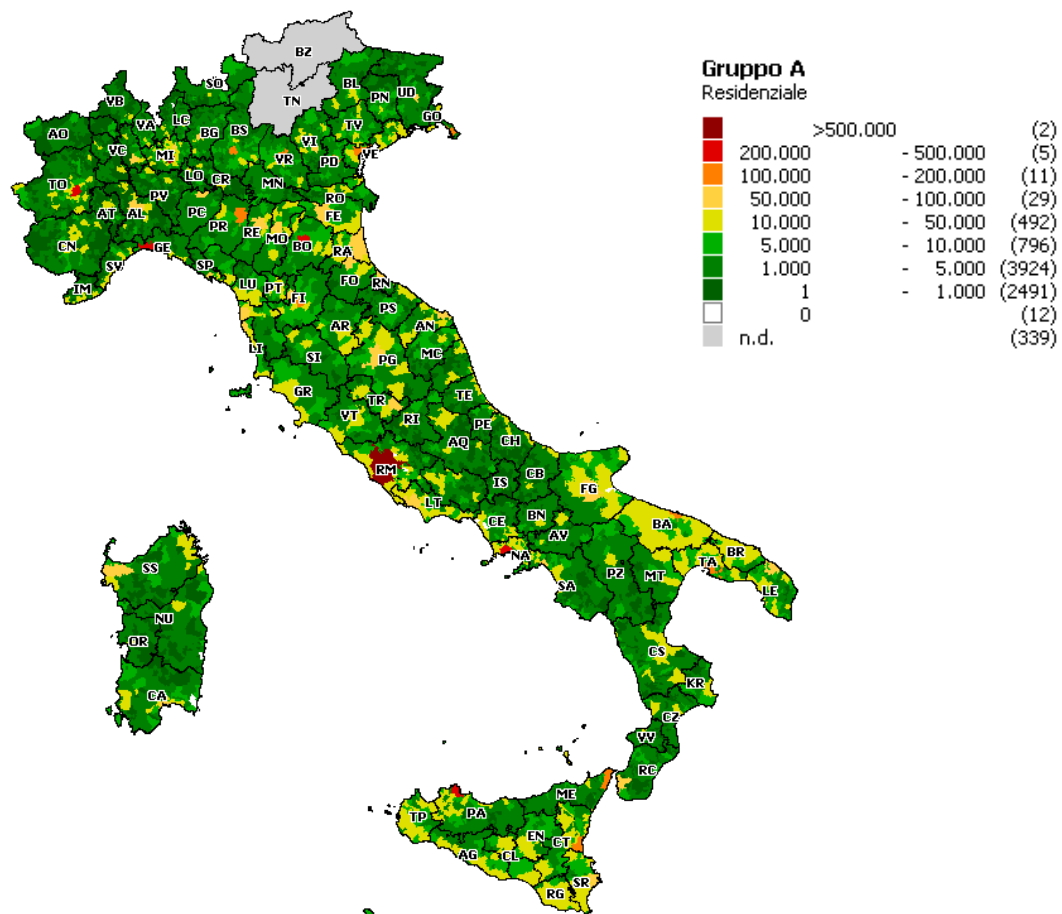 BZ
SO
BL
TN
UD
PN
VB
LC
GO
VA
BG
BS
TV
AO
VI
VC
MI
VR
VE
PD
LO
CR
TO
MN
PV
RO
AT
AL
PC
FE
PR
RE
MO
CN
BO
GE
RA
SV
SP
FO
RN
LU
PT
IM
FI
PS
AR
AN
LI
SI
PG
MC
GR
TE
TR
VT
RI
PE
AQ
CH
RM
CB
IS
FG
LT
BN
CE
BA
AV
NA
BR
TA
SS
PZ
MT
SA
LE
NU
OR
CS
CA
KR
CZ
VV
RC
ME
TP
PA
EN
CT
AG
CL
SR
RG
Gruppo A
Residenziale
>500.000 (2)
200.000 - 500.000 (5)
100.000 - 200.000 (11)
50.000 - 100.000 (29)
10.000 - 50.000 (492)
5.000 - 10.000 (796)
1.000 - 5.000 (3924)
1 - 1.000 (2491)
0 (12)
n.d. (339)